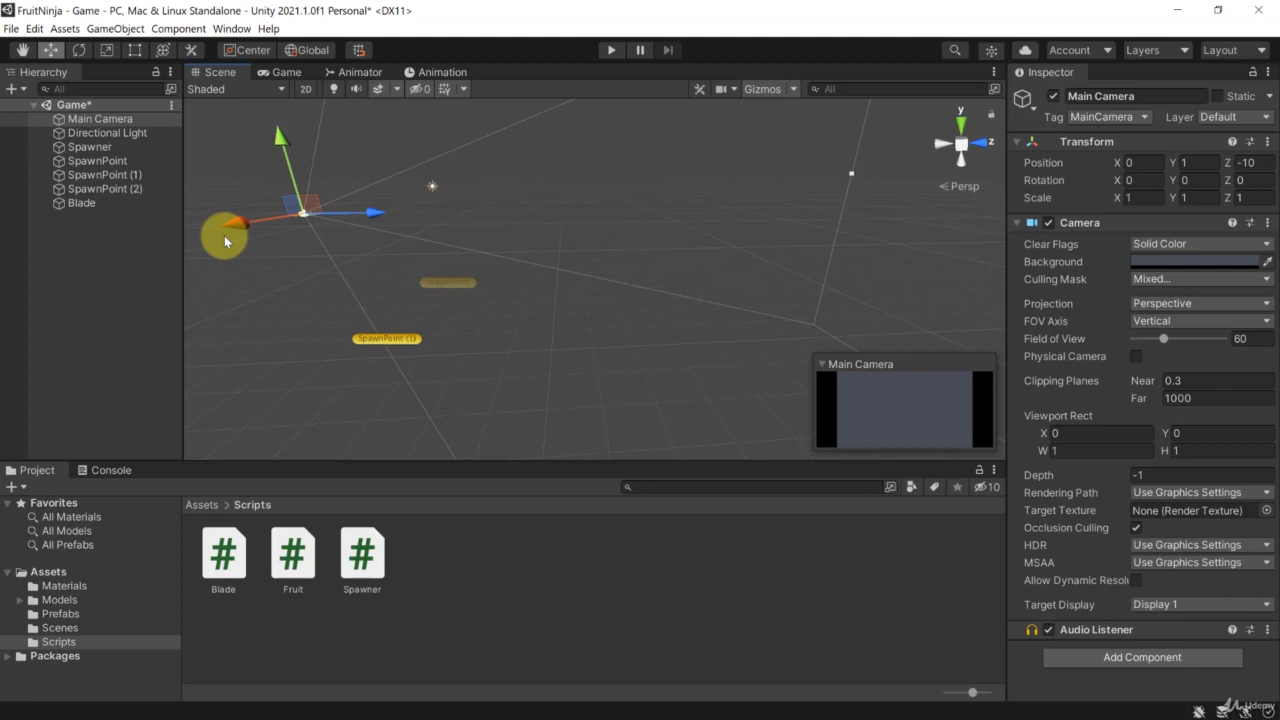 FruitNinja - Game - PC, Mac & Linux Standalone - Unity 2021.1.0f1 Personal* <DX11>
File Edit Assets GameObject Component Window Help
Center Global Account Layers Layout
Hierarchy
All
Game*
Main Camera
Directional Light
Spawner
SpawnPoint
SpawnPoint (1)
SpawnPoint (2)
Blade
Scene Game Animator Animation
Shaded 2D 0 Gizmos All
y
z
Persp
SpawnPoint (1)
Main Camera
Inspector
Main Camera Static
Tag MainCamera Layer Default
Transform
Position X 0 Y 1 Z -10
Rotation X 0 Y 0 Z 0
Scale X 1 Y 1 Z 1
Camera
Clear Flags Solid Color
Background
Culling Mask Mixed...
Projection Perspective
FOV Axis Vertical
Field of View 60
Physical Camera
Clipping Planes Near 0.3
Far 1000
Viewport Rect
X 0 Y 0
W 1 H 1
Depth -1
Rendering Path Use Graphics Settings
Target Texture None (Render Texture)
Occlusion Culling
HDR Use Graphics Settings
MSAA Use Graphics Settings
Allow Dynamic Resolu
Target Display Display 1
Audio Listener
Add Component
Project Console
10
Favorites
All Materials
All Models
All Prefabs
Assets
Materials
Models
Prefabs
Scenes
Scripts
Packages
Assets > Scripts
# # #
Blade Fruit Spawner
Udemy